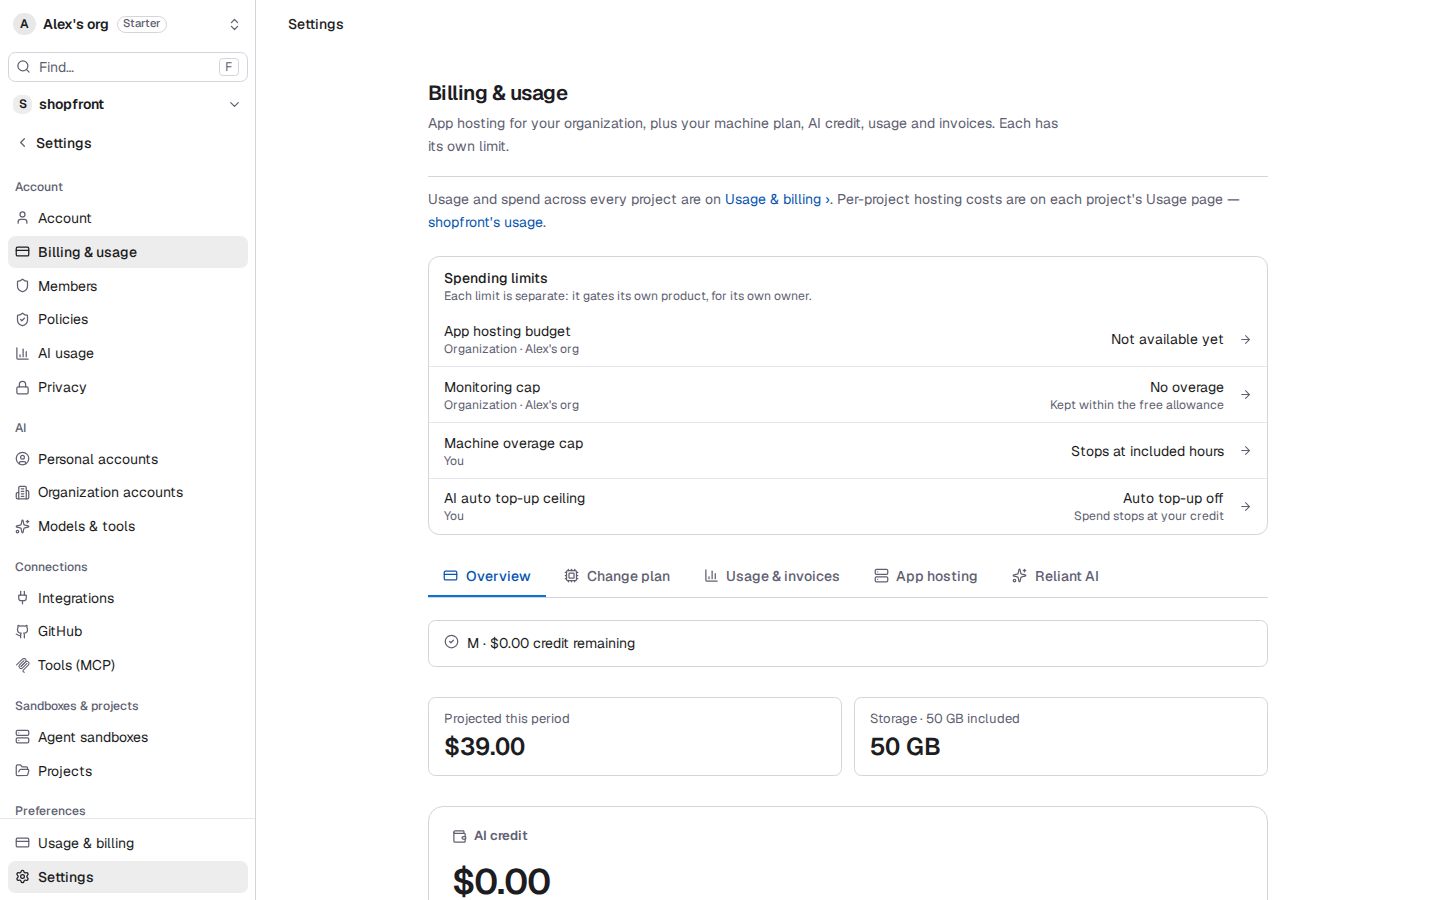 A Alex's org Starter
Find... F
S shopfront
Settings
Account
Account
Billing & usage
Members
Policies
AI usage
Privacy
AI
Personal accounts
Organization accounts
Models & tools
Connections
Integrations
GitHub
Tools (MCP)
Sandboxes & projects
Agent sandboxes
Projects
Preferences
Usage & billing
Settings
Settings
Billing & usage
App hosting for your organization, plus your machine plan, AI credit, usage and invoices. Each has
its own limit.
Usage and spend across every project are on Usage & billing ›. Per-project hosting costs are on each project's Usage page —
shopfront's usage.
Spending limits
Each limit is separate: it gates its own product, for its own owner.
App hosting budget
Organization · Alex's org
Not available yet
Monitoring cap
Organization · Alex's org
No overage
Kept within the free allowance
Machine overage cap
You
Stops at included hours
AI auto top-up ceiling
You
Auto top-up off
Spend stops at your credit
Overview Change plan Usage & invoices App hosting Reliant AI
M · $0.00 credit remaining
Projected this period
$39.00
Storage · 50 GB included
50 GB
AI credit
$0.00